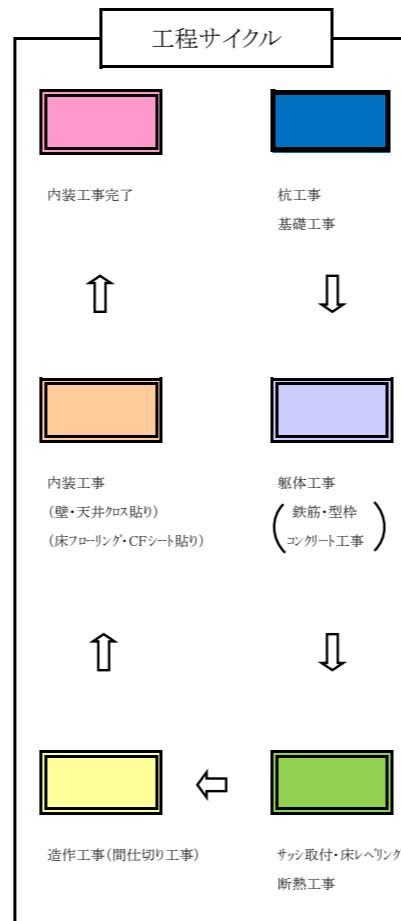 工程サイクル
内装工事完了
杭工事
基礎工事
内装工事
(壁・天井クロス貼り)
(床フローリング・CFシート貼り)
躯体工事
(鉄筋・型枠
コンクリート工事)
造作工事(間仕切り工事)
サッシ取付・床レベリング
断熱工事